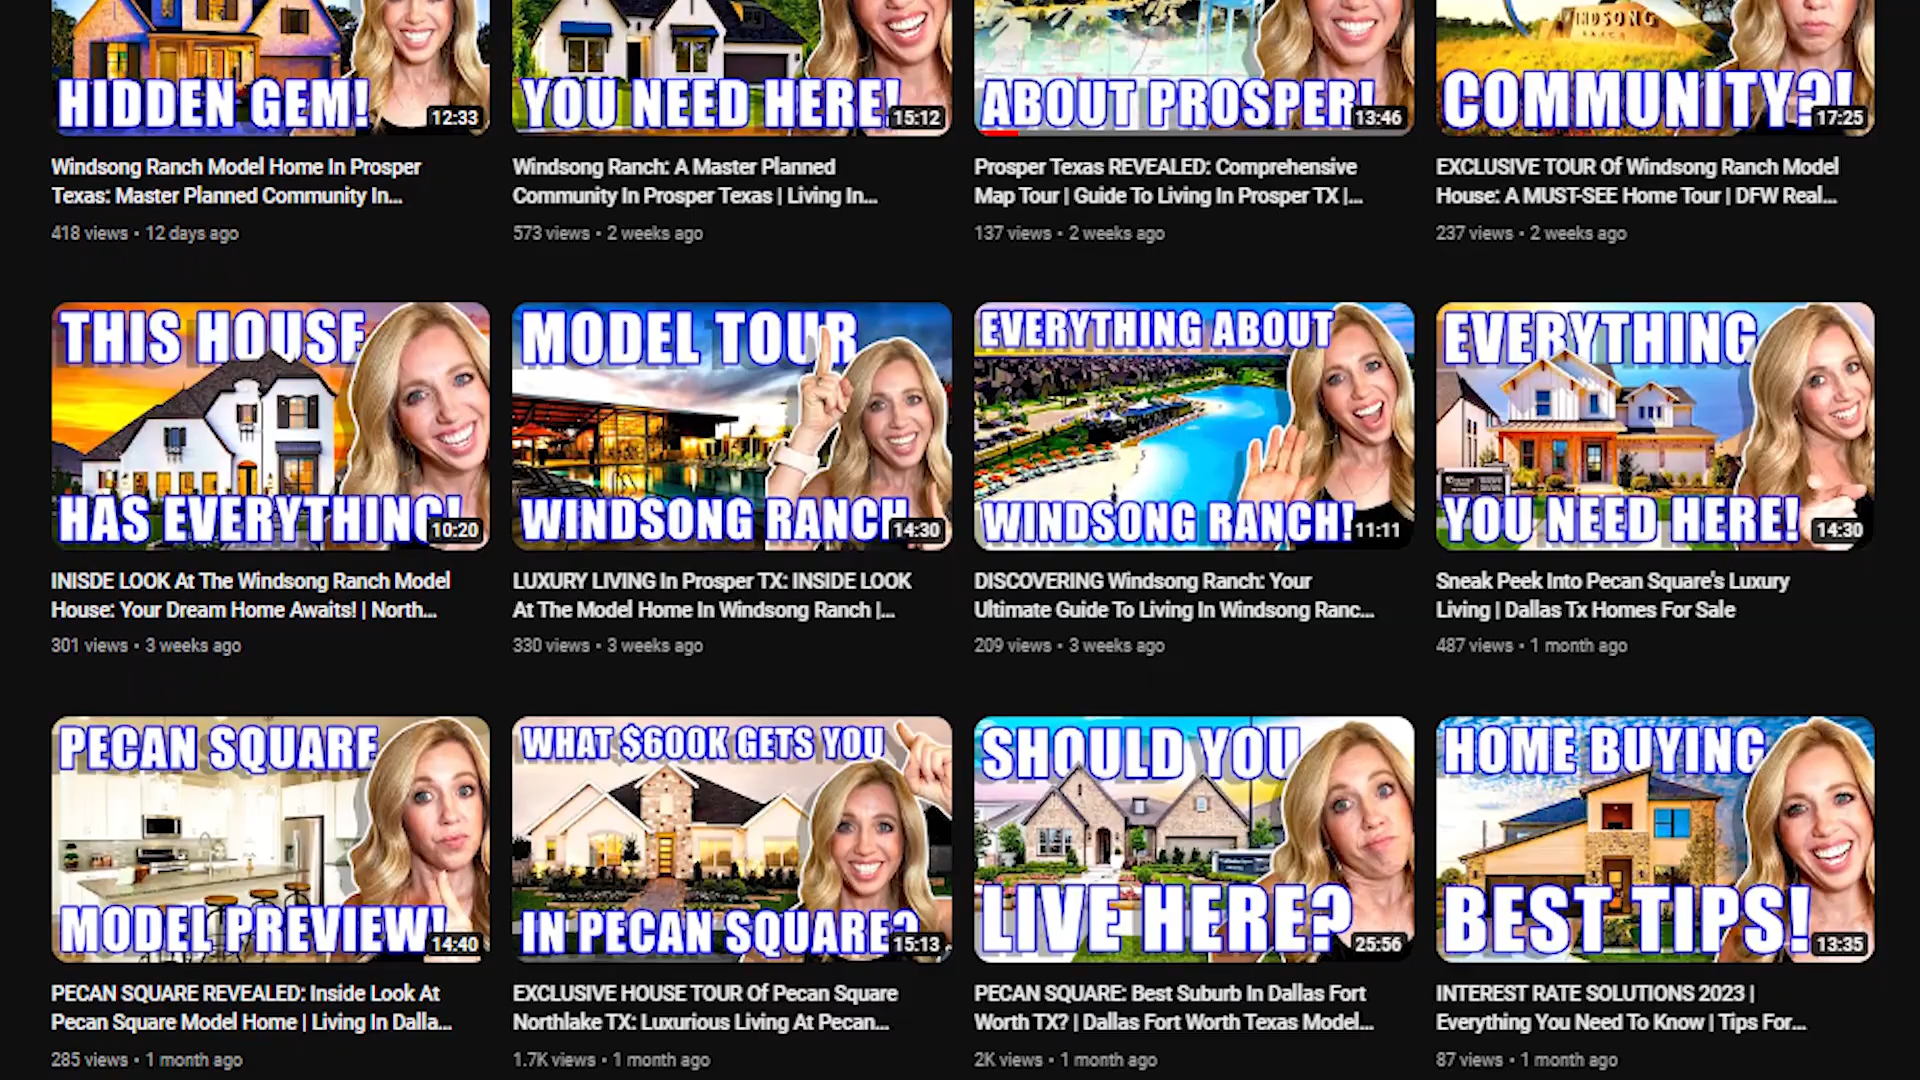 HIDDEN GEM!
12:33
Windsong Ranch Model Home In Prosper
Texas: Master Planned Community In...
418 views • 12 days ago
YOU NEED HERE!
15:12
Windsong Ranch: A Master Planned
Community In Prosper Texas | Living In...
573 views • 2 weeks ago
ABOUT PROSPER!
13:46
Prosper Texas REVEALED: Comprehensive
Map Tour | Guide To Living In Prosper TX |...
137 views • 2 weeks ago
WINDSONG
RANCH
COMMUNITY?!
17:25
EXCLUSIVE TOUR Of Windsong Ranch Model
House: A MUST-SEE Home Tour | DFW Real...
237 views • 2 weeks ago
THIS HOUSE
HAS EVERYTHING!
10:20
INISDE LOOK At The Windsong Ranch Model
House: Your Dream Home Awaits! | North...
301 views • 3 weeks ago
MODEL TOUR
WINDSONG RANCH
14:30
LUXURY LIVING In Prosper TX: INSIDE LOOK
At The Model Home In Windsong Ranch |...
330 views • 3 weeks ago
EVERYTHING ABOUT
WINDSONG RANCH!
11:11
DISCOVERING Windsong Ranch: Your
Ultimate Guide To Living In Windsong Ranc...
209 views • 3 weeks ago
EVERYTHING
YOU NEED HERE!
14:30
Sneak Peek Into Pecan Square's Luxury
Living | Dallas Tx Homes For Sale
487 views • 1 month ago
PECAN SQUARE
MODEL PREVIEW!
14:40
PECAN SQUARE REVEALED: Inside Look At
Pecan Square Model Home | Living In Dalla...
285 views • 1 month ago
WHAT $600K GETS YOU
IN PECAN SQUARE?
15:13
EXCLUSIVE HOUSE TOUR Of Pecan Square
Northlake TX: Luxurious Living At Pecan...
1.7K views • 1 month ago
SHOULD YOU
LIVE HERE?
25:56
PECAN SQUARE: Best Suburb In Dallas Fort
Worth TX? | Dallas Fort Worth Texas Model...
2K views • 1 month ago
HOME BUYING
BEST TIPS!
13:35
INTEREST RATE SOLUTIONS 2023 |
Everything You Need To Know | Tips For...
87 views • 1 month ago